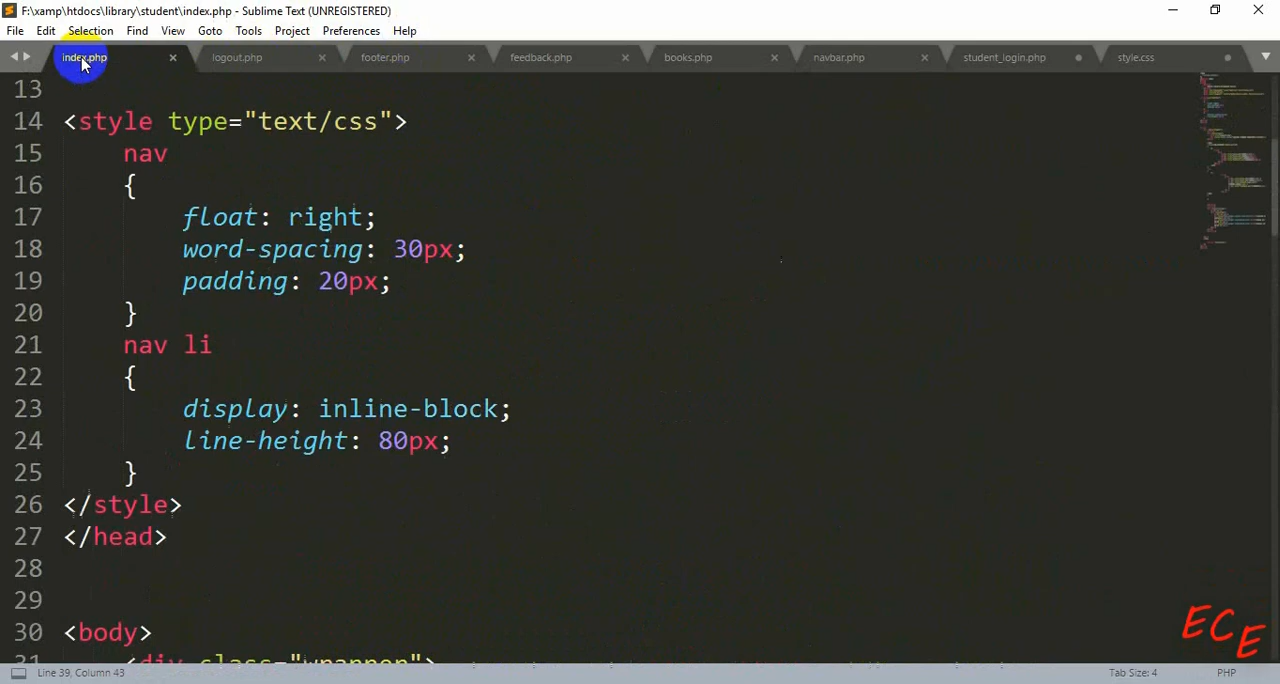 F:\xamp\htdocs\library\student\index.php - Sublime Text (UNREGISTERED)
File Edit Selection Find View Goto Tools Project Preferences Help
index.php logout.php footer.php feedback.php books.php navbar.php student_login.php style.css
13
14 <style type="text/css">
15 nav
16 {
17 float: right;
18 word-spacing: 30px;
19 padding: 20px;
20 }
21 nav li
22 {
23 display: inline-block;
24 line-height: 80px;
25 }
26 </style>
27 </head>
28
29
30 <body>
31 <div class="wrapper">
ECE
Line 39, Column 43 Tab Size: 4 PHP